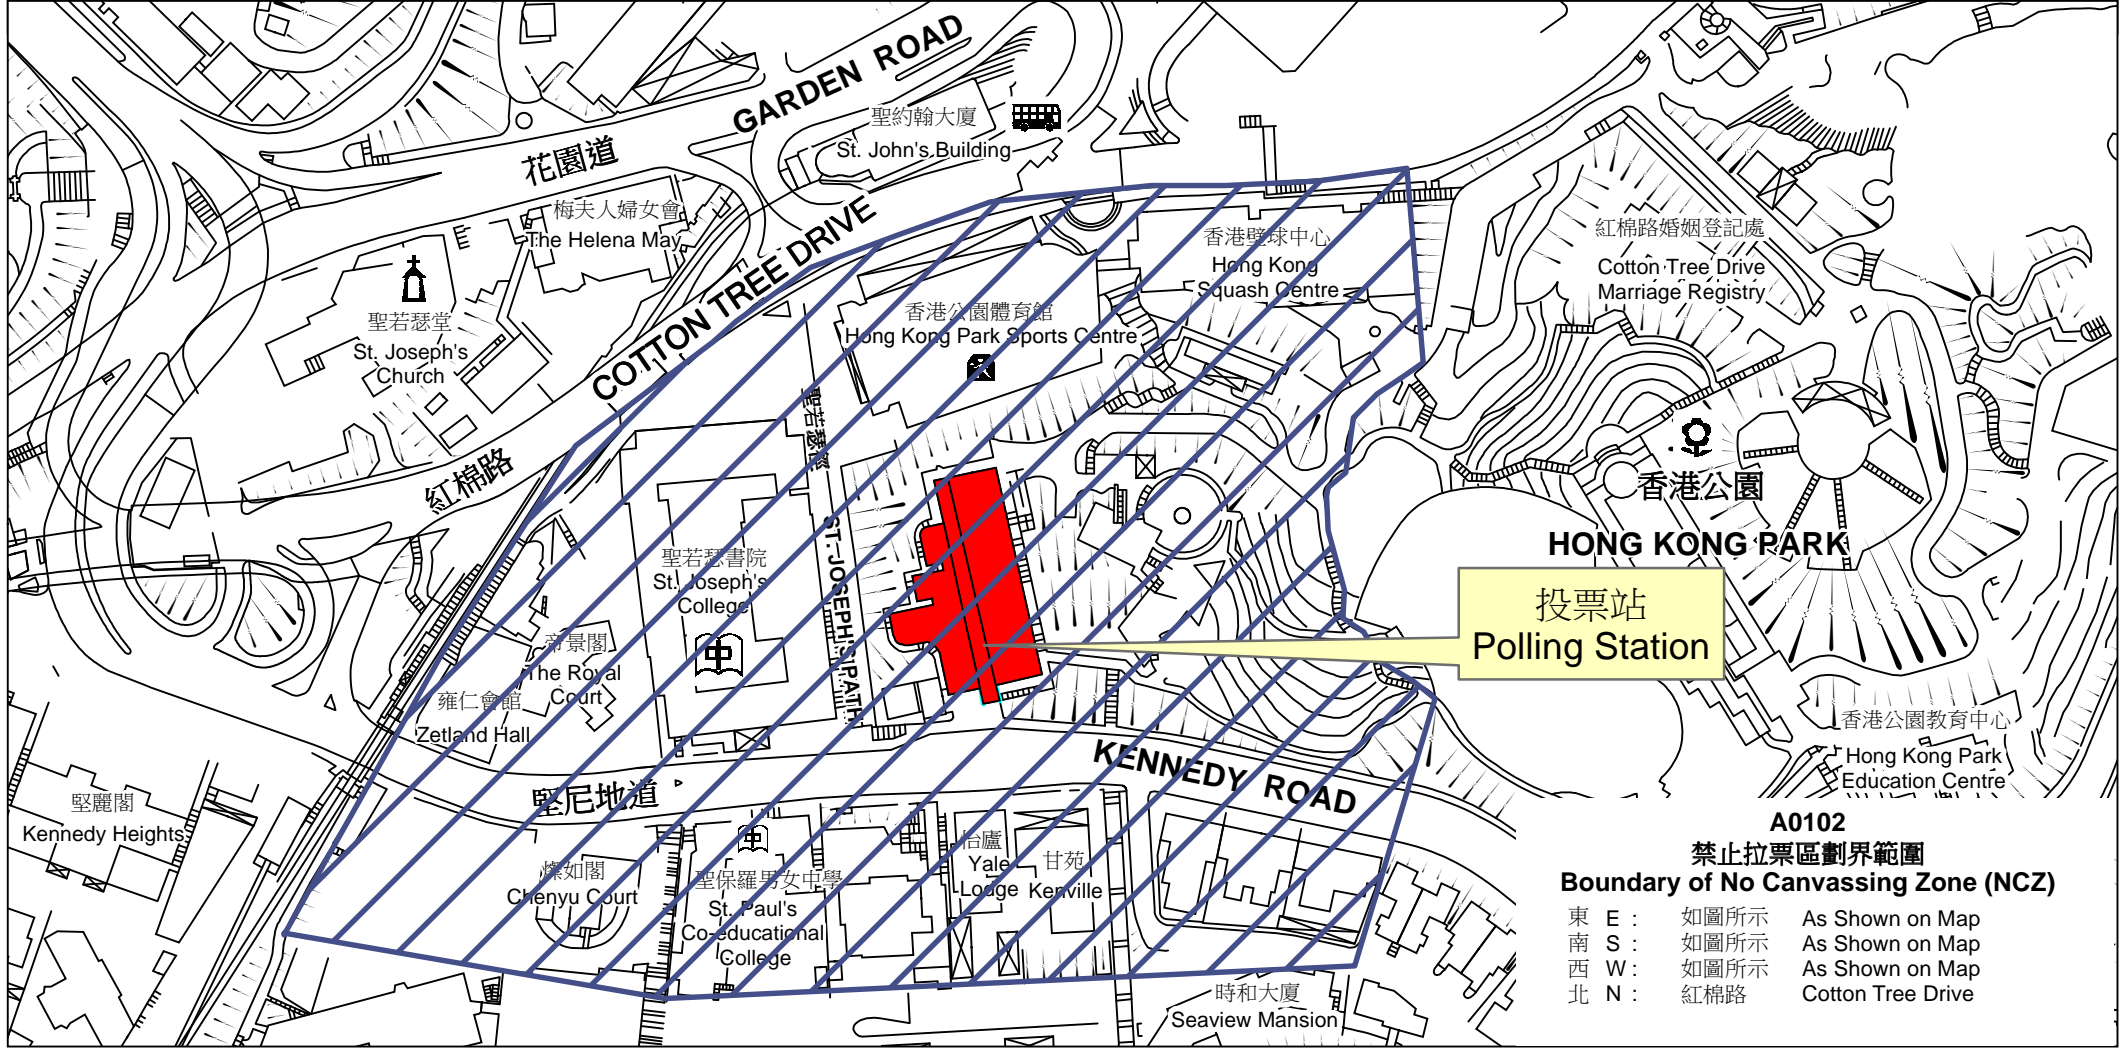 GARDEN ROAD
花園道
聖約翰大廈
St. John's Building
梅夫人婦女會
The Helena May
COTTON TREE DRIVE
紅棉路
聖若瑟堂
St. Joseph's
Church
香港壁球中心
Hong Kong
Squash Centre
香港公園體育館
Hong Kong Park Sports Centre
紅棉路婚姻登記處
Cotton Tree Drive
Marriage Registry
聖若瑟徑
ST. JOSEPH'S PATH
聖若瑟書院
St. Joseph's
College
中
香港公園
HONG KONG PARK
投票站
Polling Station
帝景閣
The Royal
Court
雍仁會館
Zetland Hall
香港公園教育中心
Hong Kong Park
Education Centre
堅尼地道
KENNEDY ROAD
堅麗閣
Kennedy Heights
燦如閣
Chenyu Court
中
聖保羅男女中學
St. Paul's
Co-educational
College
怡廬
Yale
Lodge
甘苑
Kenville
時和大廈
Seaview Mansion
A0102
禁止拉票區劃界範圍
Boundary of No Canvassing Zone (NCZ)
東 E : 如圖所示 As Shown on Map
南 S : 如圖所示 As Shown on Map
西 W : 如圖所示 As Shown on Map
北 N : 紅棉路 Cotton Tree Drive